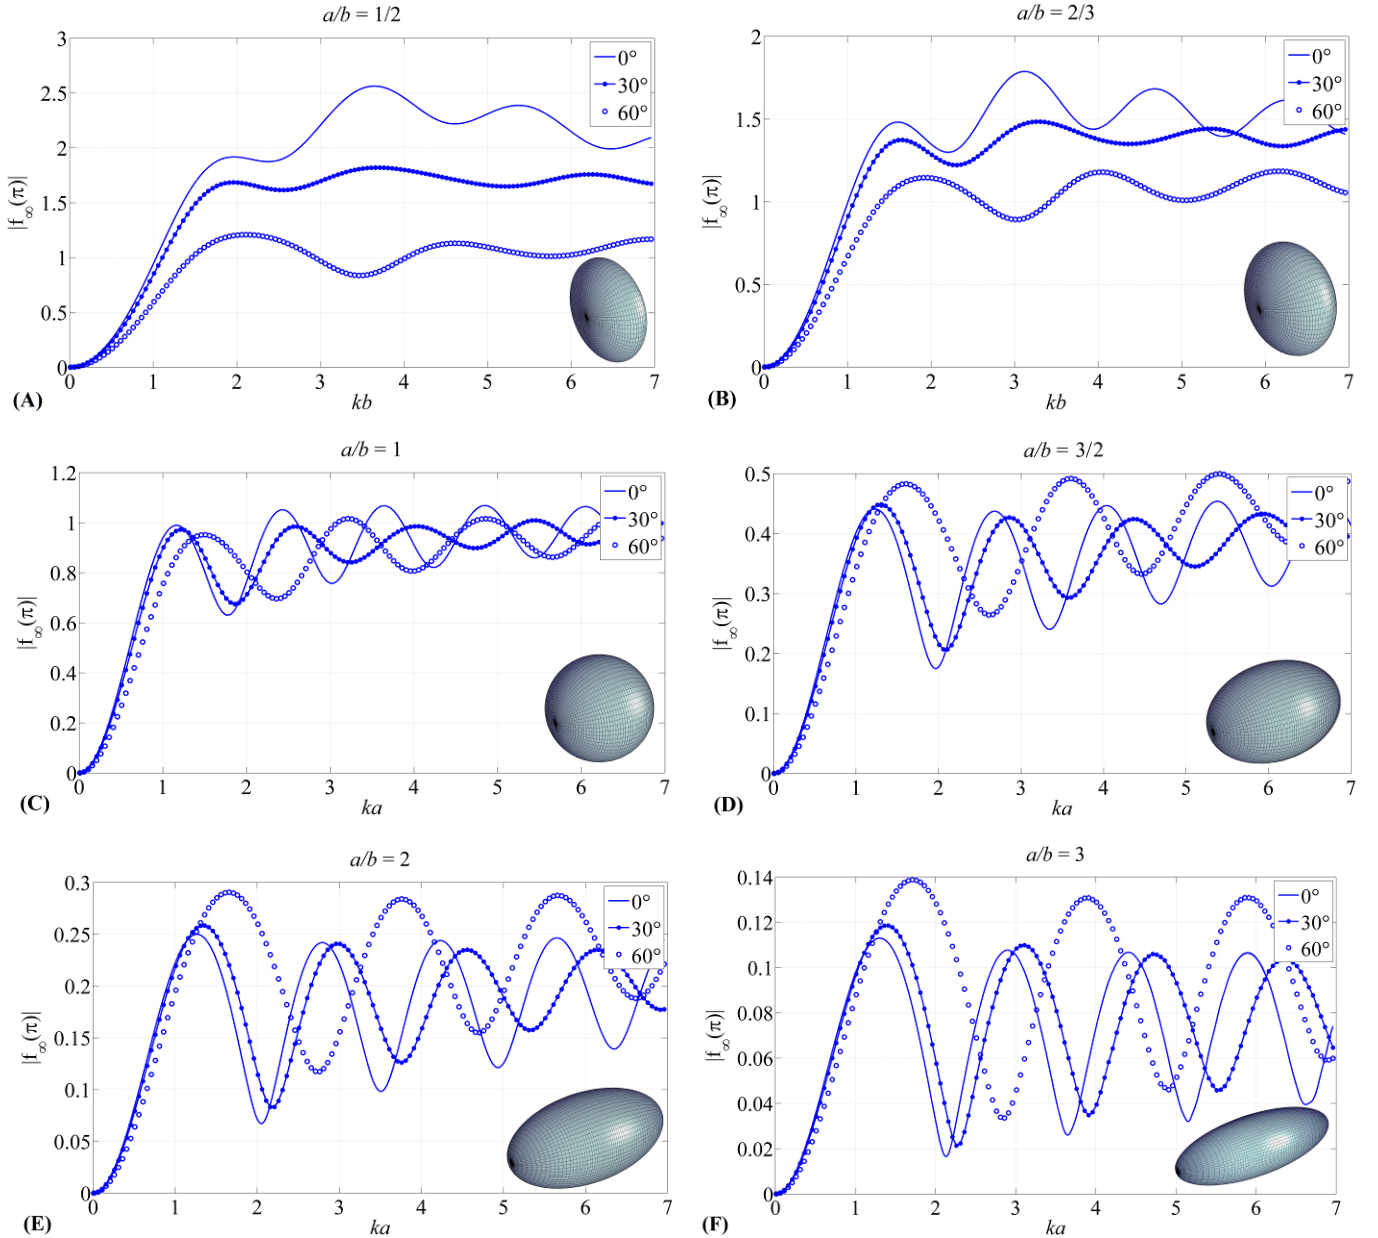 a/b = 1/2
3
2.5
2
1.5
1
0.5
0
|f∞(π)|
0°
30°
60°
0 1 2 3 4 5 6 7
kb
(A)
a/b = 2/3
2
1.5
1
0.5
0
|f∞(π)|
0°
30°
60°
0 1 2 3 4 5 6 7
kb
(B)
a/b = 1
1.2
1
0.8
0.6
0.4
0.2
0
|f∞(π)|
0°
30°
60°
0 1 2 3 4 5 6 7
ka
(C)
a/b = 3/2
0.5
0.4
0.3
0.2
0.1
0
|f∞(π)|
0°
30°
60°
0 1 2 3 4 5 6 7
ka
(D)
a/b = 2
0.3
0.25
0.2
0.15
0.1
0.05
0
|f∞(π)|
0°
30°
60°
0 1 2 3 4 5 6 7
ka
(E)
a/b = 3
0.14
0.12
0.1
0.08
0.06
0.04
0.02
0
|f∞(π)|
0°
30°
60°
0 1 2 3 4 5 6 7
ka
(F)